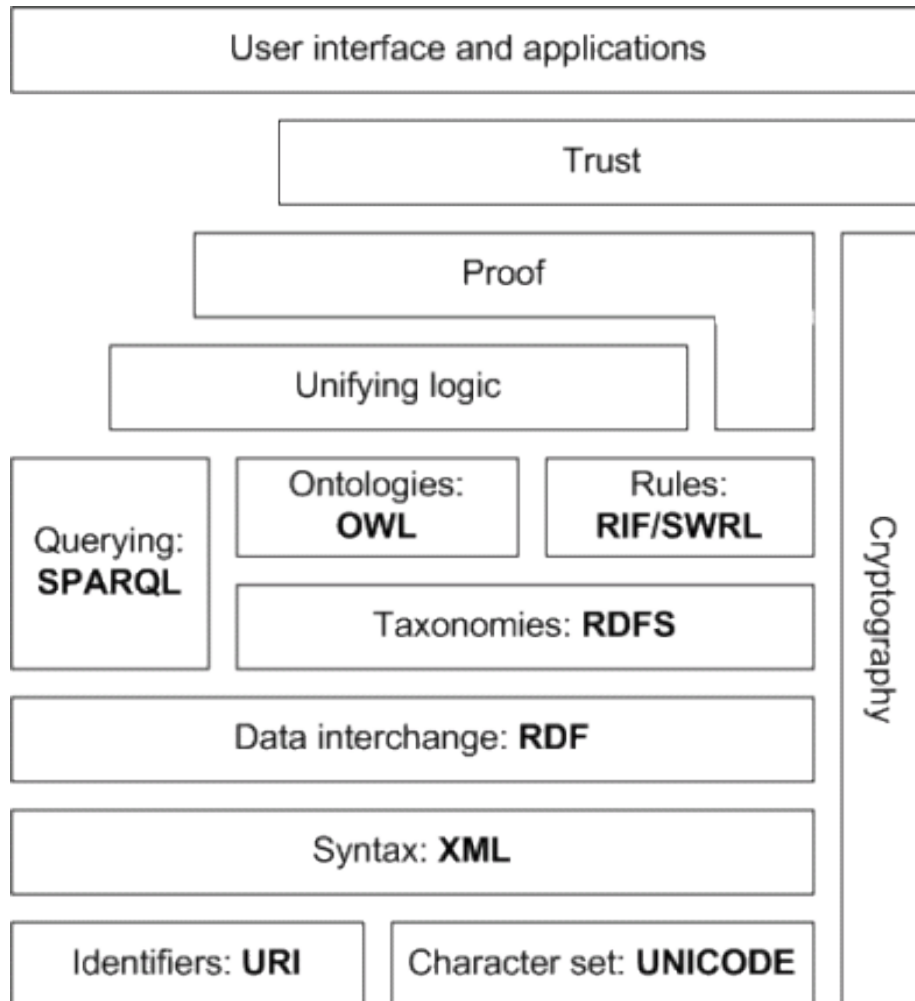 User interface and applications
Trust
Proof
Unifying logic
Ontologies:
OWL
Rules:
RIF/SWRL
Querying:
SPARQL
Taxonomies: RDFS
Cryptography
Data interchange: RDF
Syntax: XML
Identifiers: URI
Character set: UNICODE